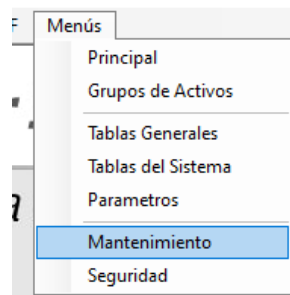 Menús
Principal
Grupos de Activos
Tablas Generales
Tablas del Sistema
Parametros
Mantenimiento
Seguridad